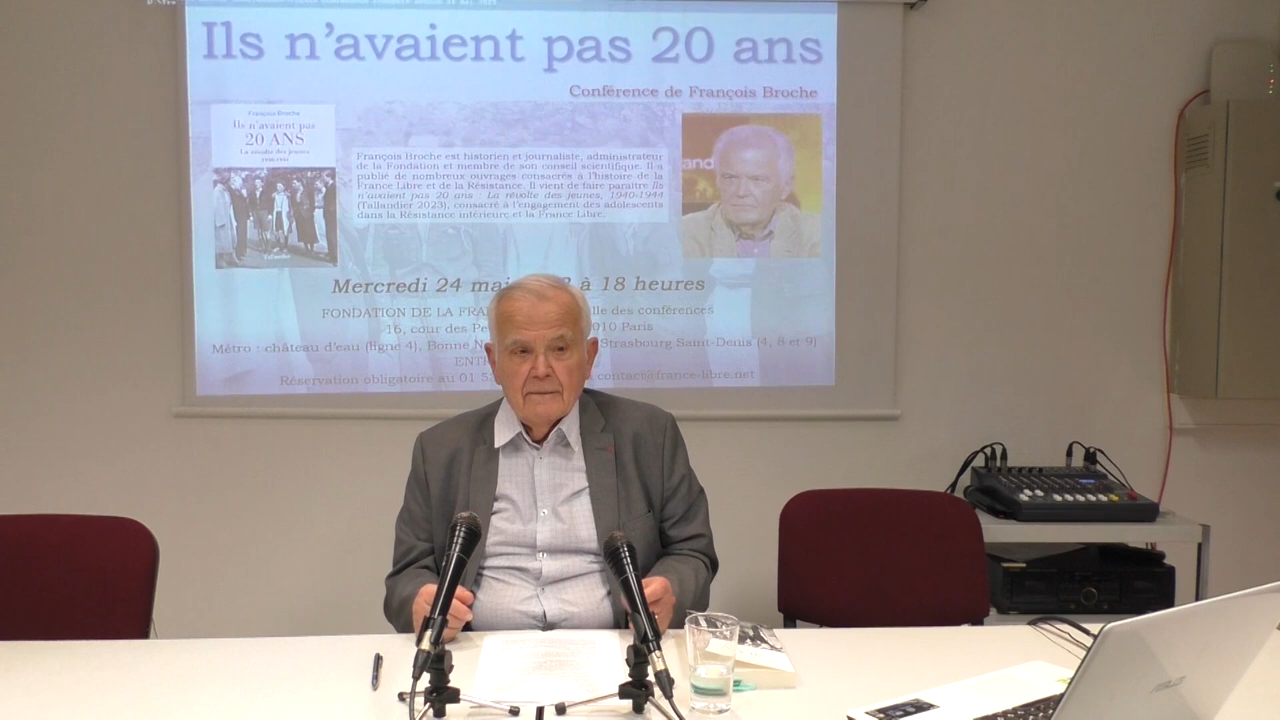 Ils n'avaient pas 20 ans
Conférence de François Broche
François Broche
Ils n'avaient pas
20 ANS
La révolte des jeunes
1940-1944
Tallandier
François Broche est historien et journaliste, administrateur
de la Fondation et membre de son conseil scientifique. Il a
publié de nombreux ouvrages consacrés à l'histoire de la
France Libre et de la Résistance. Il vient de faire paraître Ils
n'avaient pas 20 ans : La révolte des jeunes, 1940-1944
(Tallandier 2023), consacré à l'engagement des adolescents
dans la Résistance intérieure et la France Libre.
and
Mercredi 24 mai 3 à 18 heures
FONDATION DE LA FRA lle des conférences
16, cour des Pe 010 Paris
Métro : château d'eau (ligne 4), Bonne N Strasbourg Saint-Denis (4, 8 et 9)
ENT
Réservation obligatoire au 01 5 contact@france-libre.net